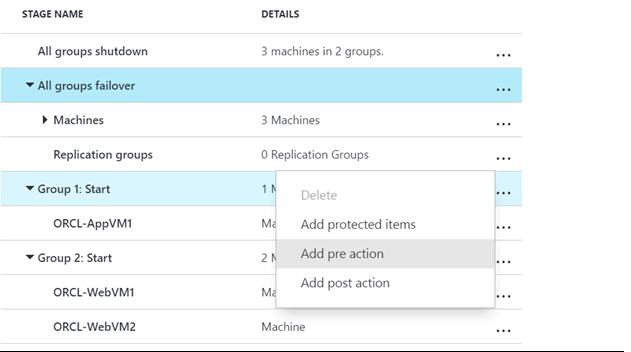 STAGE NAME DETAILS
All groups shutdown 3 machines in 2 groups. ...
All groups failover ...
Machines 3 Machines ...
Replication groups 0 Replication Groups ...
Group 1: Start 1 M ...
Delete
ORCL-AppVM1 Ma ...
Add protected items
Group 2: Start 2 M ...
Add pre action
ORCL-WebVM1 Ma ...
Add post action
ORCL-WebVM2 Machine ...